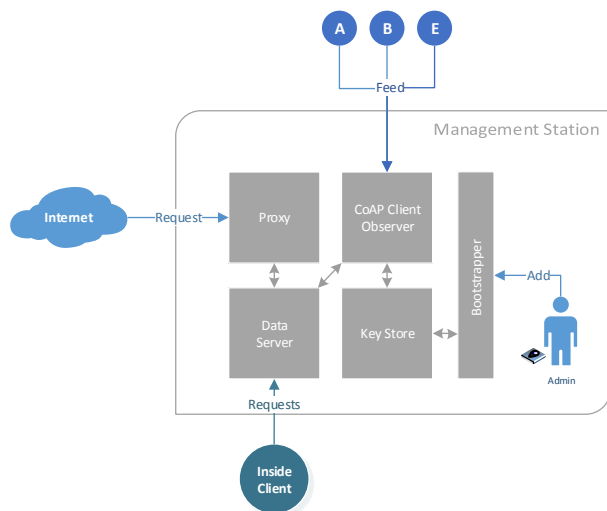 A
B
E
Feed
Management Station
Internet
Request
Proxy
CoAP Client
Observer
Bootstrapper
Add
Data
Server
Key Store
Admin
Requests
Inside
Client